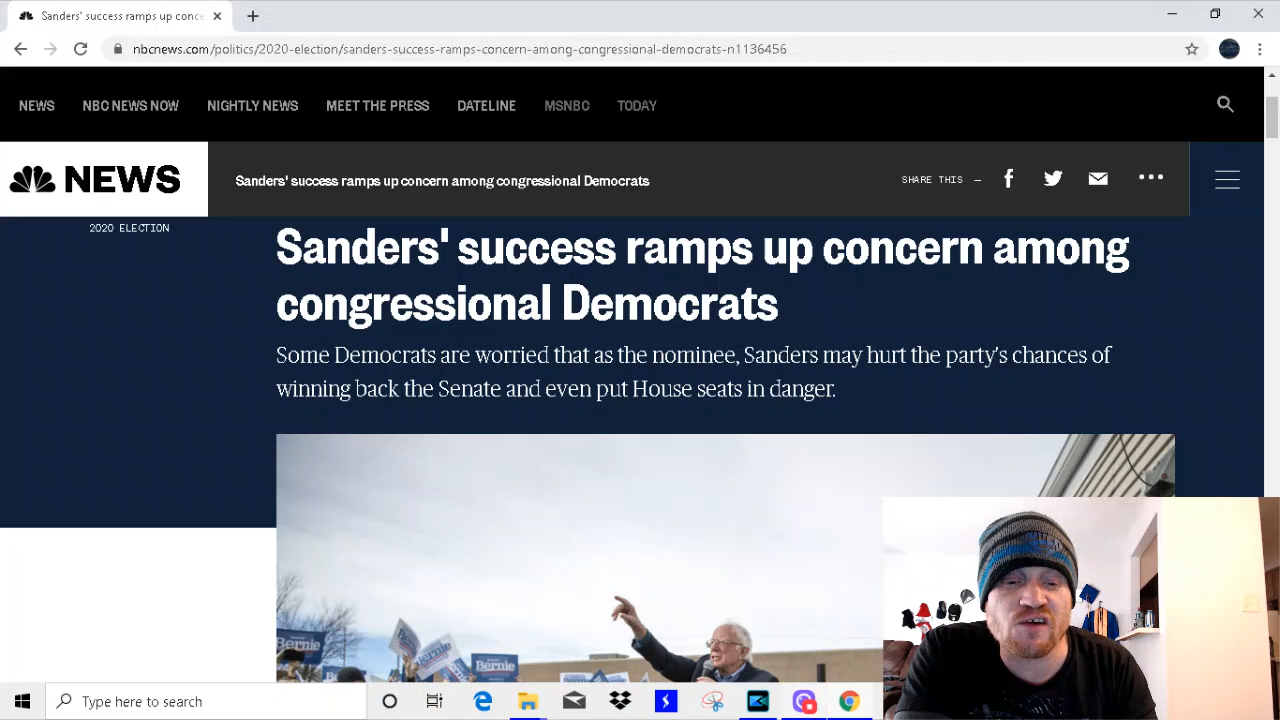 Sanders' success ramps up conce
nbcnews.com/politics/2020-election/sanders-success-ramps-concern-among-congressional-democrats-n1136456
NEWS NBC NEWS NOW NIGHTLY NEWS MEET THE PRESS DATELINE MSNBC TODAY
NEWS
Sanders' success ramps up concern among congressional Democrats
SHARE THIS –
2020 ELECTION
Sanders' success ramps up concern among
congressional Democrats
Some Democrats are worried that as the nominee, Sanders may hurt the party's chances of
winning back the Senate and even put House seats in danger.
Bernie
Bernie
Bernie
Type here to search